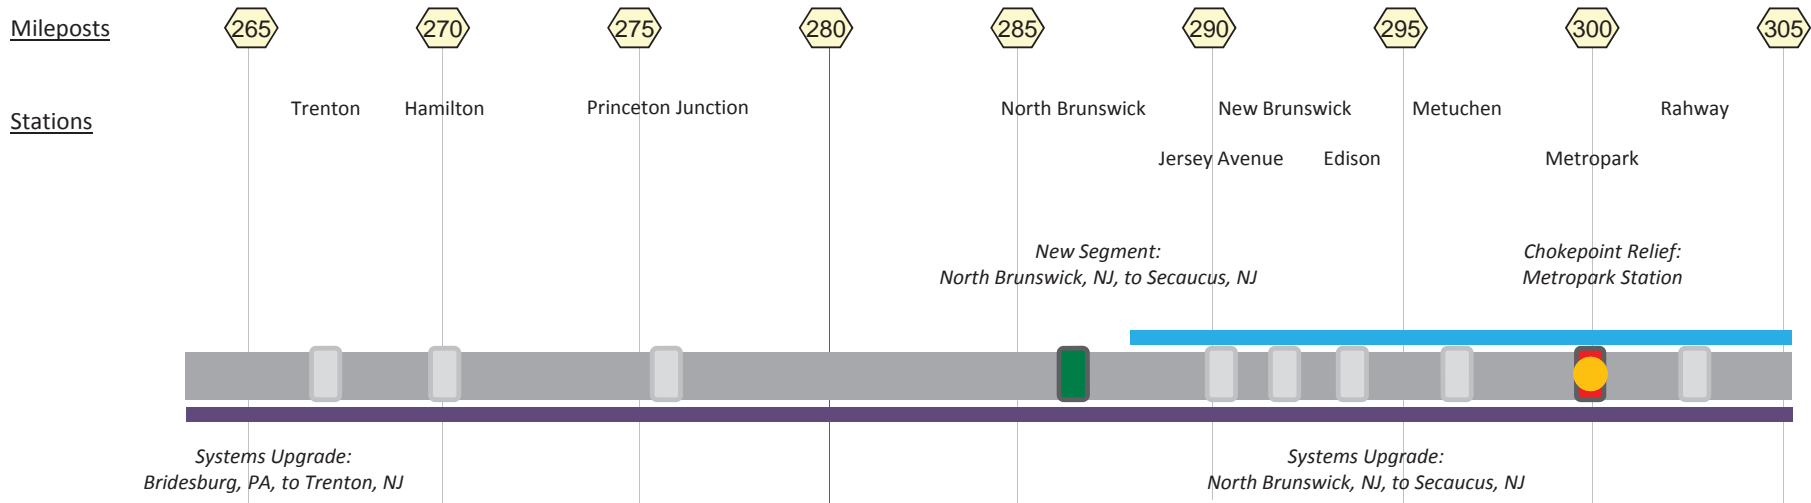 Mileposts 265 270 275 280 285 290 295 300 305
Stations
Trenton Hamilton Princeton Junction North Brunswick New Brunswick Metuchen Rahway
Jersey Avenue Edison Metropark
New Segment:
North Brunswick, NJ, to Secaucus, NJ
Chokepoint Relief:
Metropark Station
Systems Upgrade:
Bridesburg, PA, to Trenton, NJ
Systems Upgrade:
North Brunswick, NJ, to Secaucus, NJ